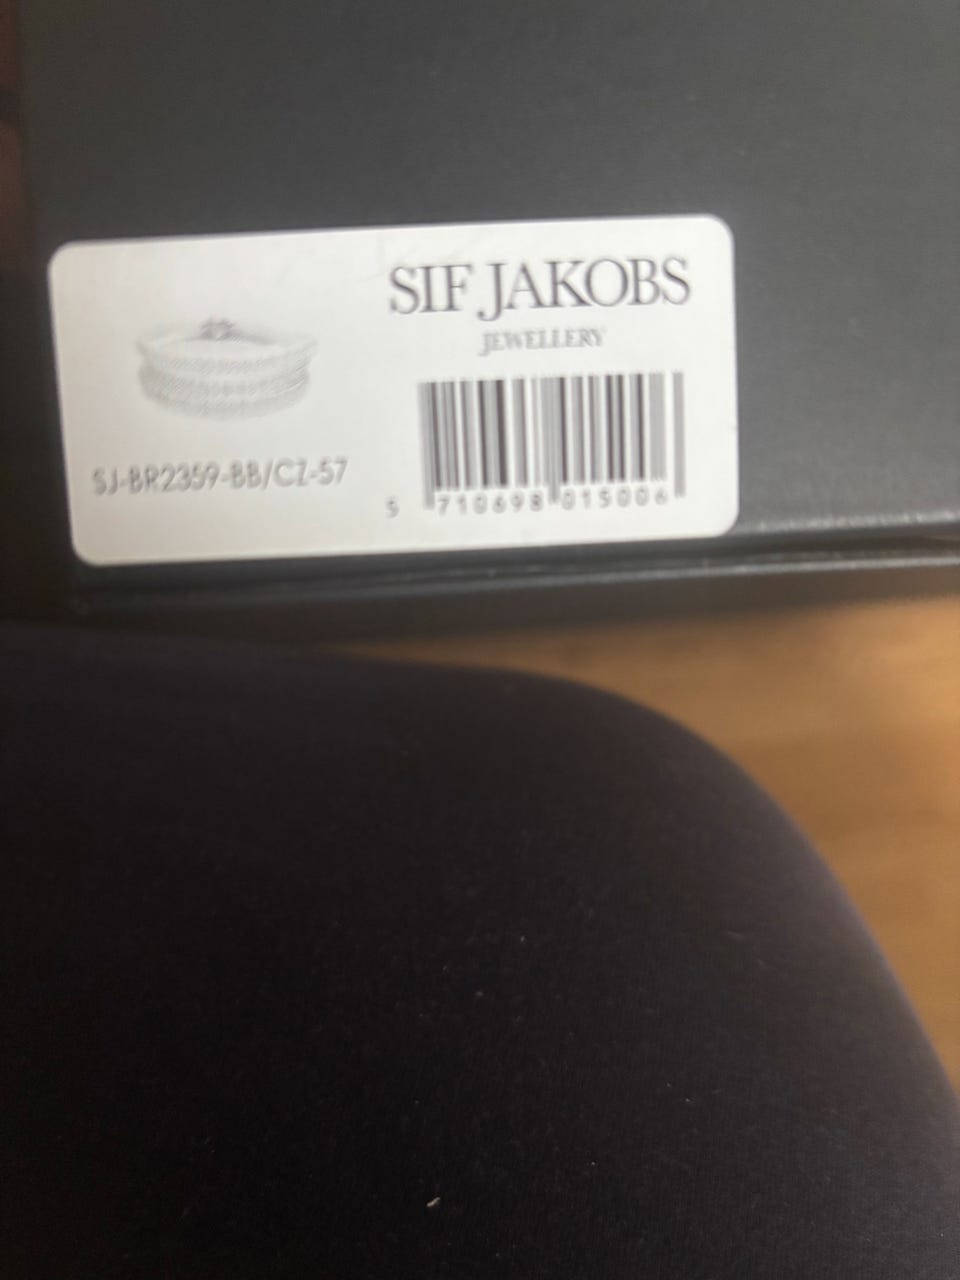 SIF JAKOBS
JEWELLERY
SJ-BR2359-BB/CZ-57
5 710698 015006